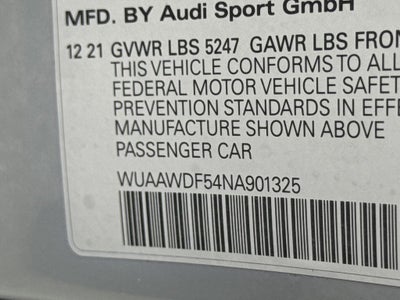 MFD. BY Audi Sport GmbH
12 21 GVWR LBS 5247 GAWR LBS FRON
THIS VEHICLE CONFORMS TO ALL
FEDERAL MOTOR VEHICLE SAFET
PREVENTION STANDARDS IN EFFE
MANUFACTURE SHOWN ABOVE
PASSENGER CAR
WUAAWDF54NA901325